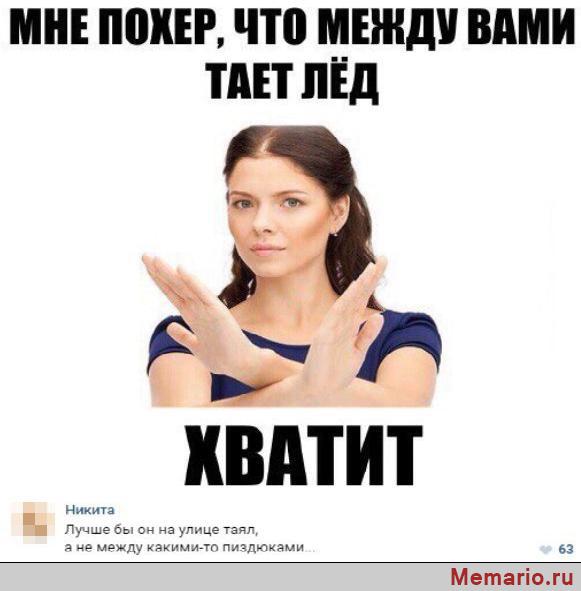 МНЕ ПОХЕР, ЧТО МЕЖДУ ВАМИ
ТАЕТ ЛЁД
ХВАТИТ
Никита
Лучше бы он на улице таял,
а не между какими-то пиздюками...
63
Memario.ru